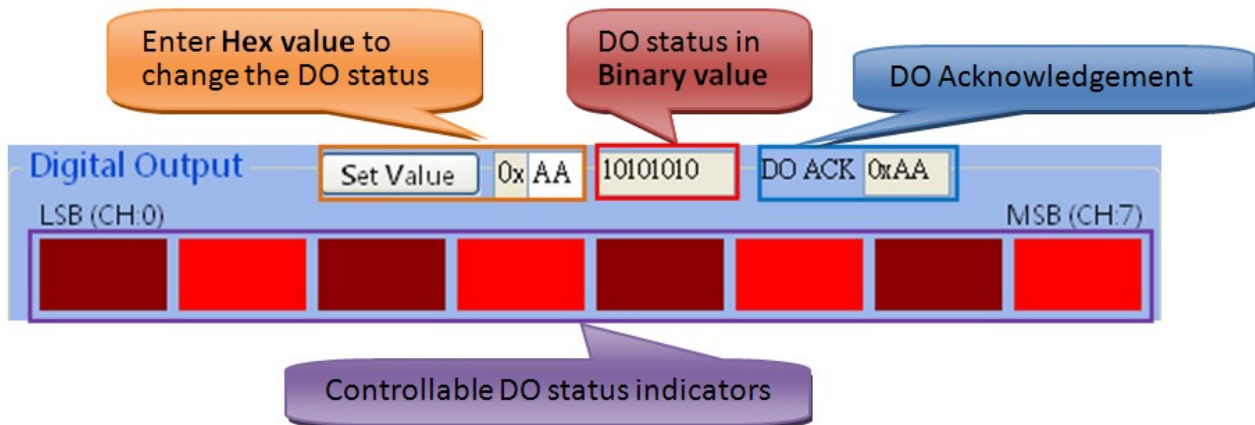 Enter Hex value to
change the DO status
DO status in
Binary value
DO Acknowledgement
Digital Output
Set Value
0x AA
10101010
DO ACK 0xAA
LSB (CH:0)
MSB (CH:7)
Controllable DO status indicators